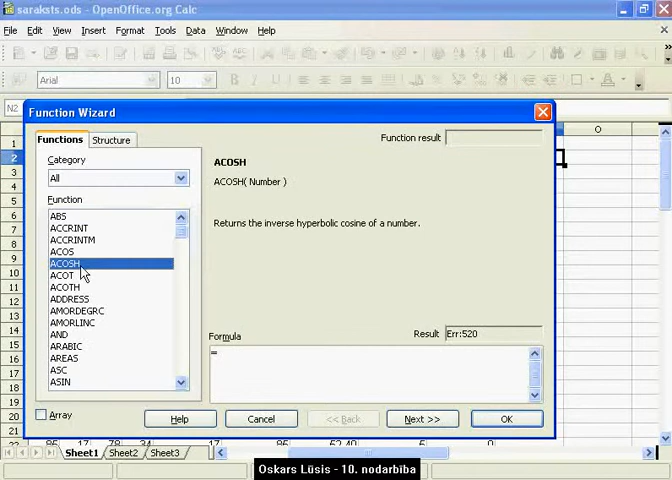 saraksts.ods - OpenOffice.org Calc
File Edit View Insert Format Tools Data Window Help
Arial 10
N2
Function Wizard
Functions Structure
Function result
Category
All
ACOSH
ACOSH( Number )
Function
Returns the inverse hyperbolic cosine of a number.
ABS
ACCRINT
ACCRINTM
ACOS
ACOSH
ACOT
ACOTH
ADDRESS
AMORDEGRC
AMORLINC
AND
ARABIC
AREAS
ASC
ASIN
Formula
Result Err:520
=
Array
Help Cancel << Back Next >> OK
O
1
2
3
4
5
6
7
8
9
10
11
12
13
14
15
16
17
18
19
20
21
22
Sheet1 Sheet2 Sheet3
Oskars Lūsis - 10. nodarbība